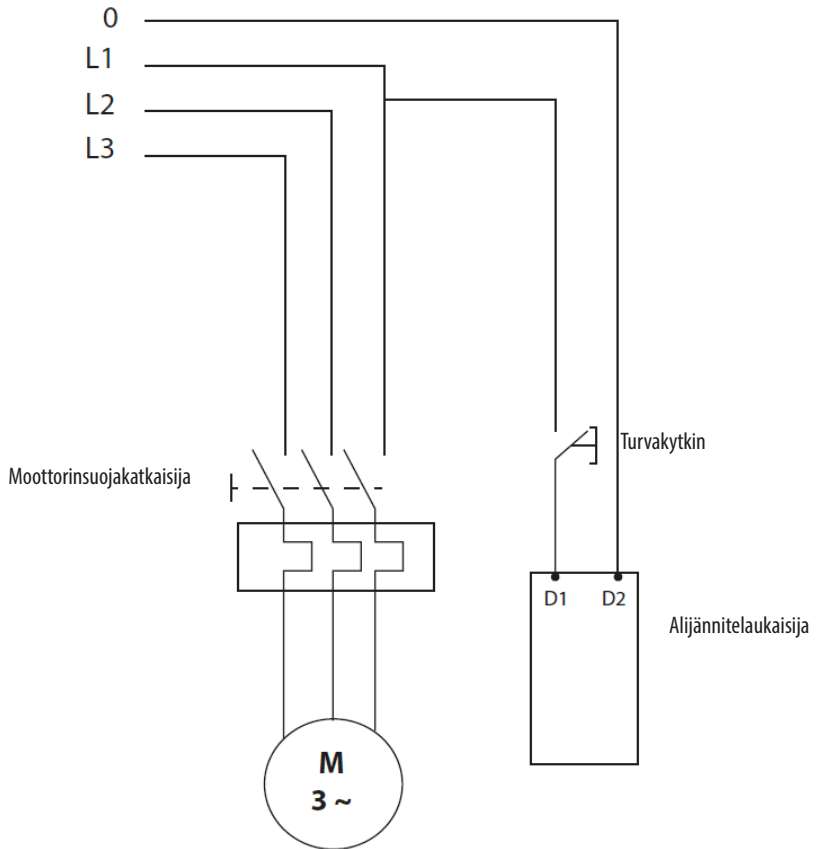 0
L1
L2
L3
Turvakytkin
Moottorinsuojakatkaisija
D1 D2
Alijännitelaukaisija
M
3 ~